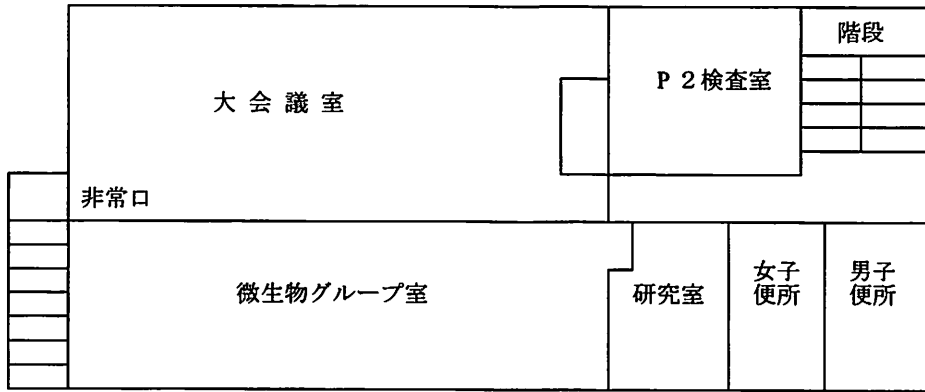 階段
大会議室
P2検査室
非常口
微生物グループ室
研究室
女子
便所
男子
便所